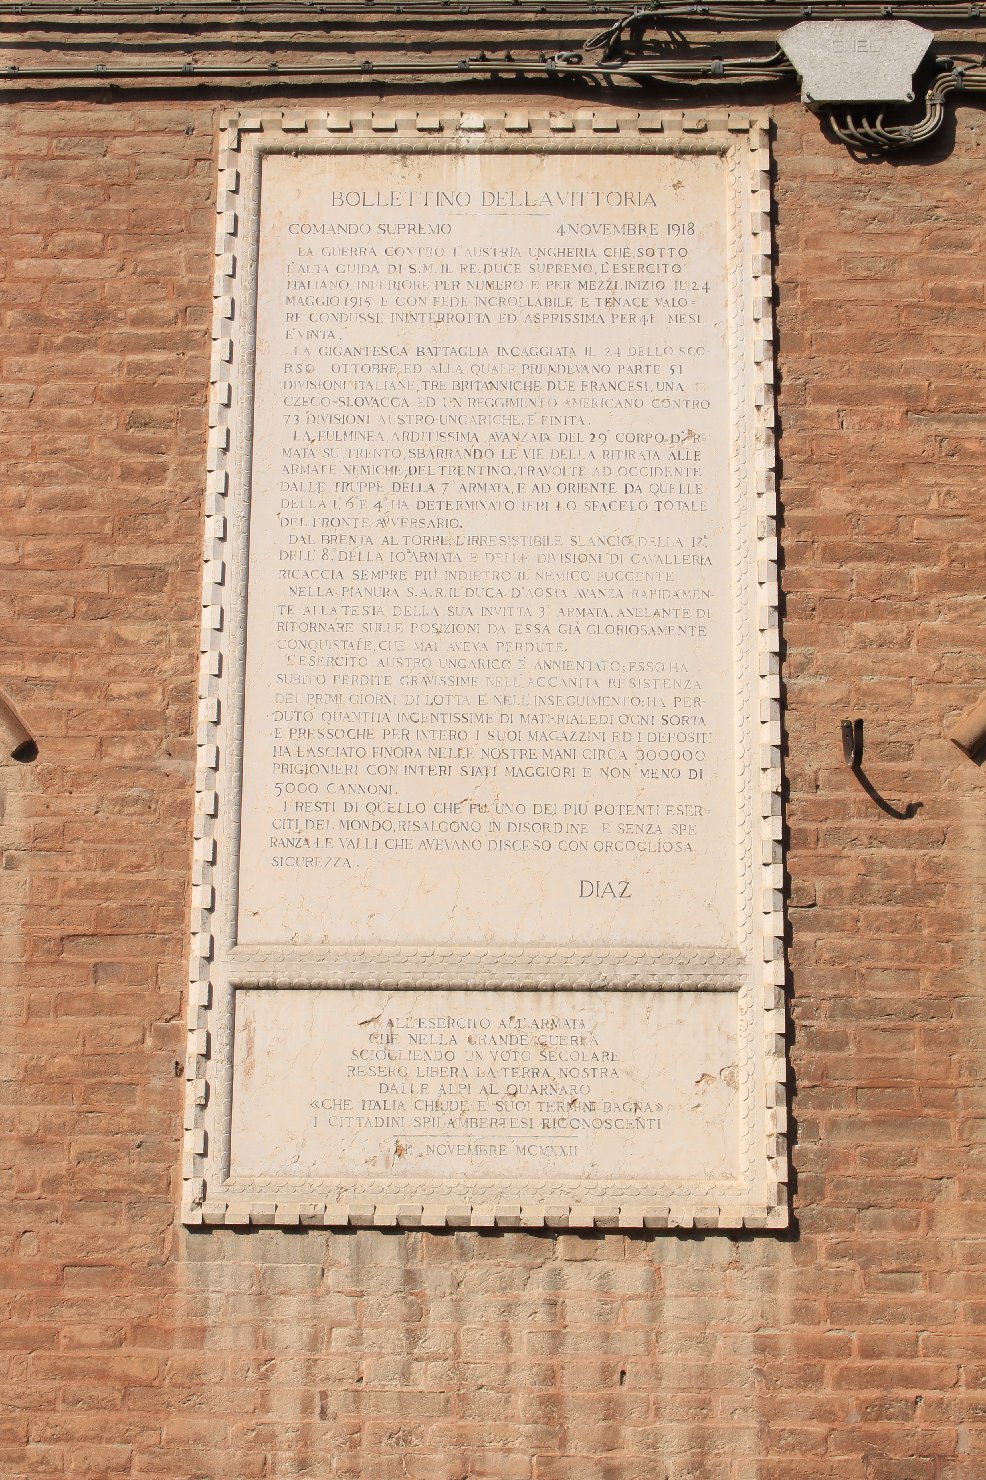 ENEL
BOLLETTINO DELLA VITTORIA
COMANDO SUPREMO 4 NOVEMBRE 1918
LA GUERRA CONTRO L'AUSTRIA UNGHERIA CHE, SOTTO
L'ALTA GUIDA DI S.M. IL RE DUCE SUPREMO, L'ESERCITO
ITALIANO, INFERIORE PER NUMERO E PER MEZZI, INIZIÒ IL 24
MAGGIO 1915 E CON FEDE INCROLLABILE E TENACE VALO=
RE CONDUSSE ININTERROTTA ED ASPRISSIMA PER 41 MESI
È VINTA.
LA GIGANTESCA BATTAGLIA INGAGGIATA IL 24 DELLO SCO=
RSO OTTOBRE, ED ALLA QUALE PRENDEVANO PARTE 51
DIVISIONI ITALIANE, TRE BRITANNICHE DUE FRANCESI, UNA
CZECO-SLOVACCA ED UN REGGIMENTO AMERICANO CONTRO
73 DIVISIONI AUSTRO-UNGARICHE, È FINITA.
LA FULMINEA ARDITISSIMA AVANZATA DEL 29 CORPO D'AR
MATA SU TRENTO, SBARRANDO LE VIE DELLA RITIRATA ALLE
ARMATE NEMICHE DEL TRENTINO, TRAVOLTE AD OCCIDENTE
DALLE TRUPPE DELLA 7ª ARMATA, E AD ORIENTE DA QUELLE
DELLA 1, 6 E 4 HA DETERMINATO IERI LO SFACELO TOTALE
DEL FRONTE AVVERSARIO.
DAL BRENTA AL TORRE L'IRRESISTIBILE SLANCIO DELLA 12ª
DELL'8ª, DELLA 10ª ARMATA E DELLE DIVISIONI DI CAVALLERIA
RICACCIA SEMPRE PIÙ INDIETRO IL NEMICO FUGGENTE.
NELLA PIANURA S.A.R. IL DUCA D'AOSTA AVANZA RAPIDAMEN=
TE ALLA TESTA DELLA SUA INVITTA 3ª ARMATA, ANELANTE DI
RITORNARE SULLE POSIZIONI DA ESSA GIÀ GLORIOSAMENTE
CONQUISTATE, CHE MAI AVEVA PERDUTE.
L'ESERCITO AUSTRO UNGARICO È ANNIENTATO: ESSO HA
SUBITO PERDITE GRAVISSIME NELL'ACCANITA RESISTENZA
DEI PRIMI GIORNI DI LOTTA E NELL'INSEGUIMENTO: HA PER=
DUTO QUANTITÀ INGENTISSIME DI MATERIALE DI OGNI SORTA
E PRESSOCHÈ PER INTERO I SUOI MAGAZZINI ED I DEPOSITI
HA LASCIATO FINORA NELLE NOSTRE MANI CIRCA 300000
PRIGIONIERI CON INTERI STATI MAGGIORI E NON MENO DI
5000 CANNONI.
I RESTI DI QUELLO CHE FU UNO DEI PIÙ POTENTI ESER=
CITI DEL MONDO, RISALGONO IN DISORDINE E SENZA SPE
RANZA LE VALLI, CHE AVEVANO DISCESO CON ORGOGLIOSA
SICUREZZA.
DIAZ
ALL'ESERCITO ALL'ARMATA
CHE NELLA GRANDE GUERRA
SCIOGLIENDO UN VOTO SECOLARE
RESERO LIBERA LA TERRA NOSTRA
DALLE ALPI AL QUARNARO
«CHE ITALIA CHIUDE E SUOI TERMINI BAGNA»
I CITTADINI SPILAMBERTESI RICONOSCENTI
NOVEMBRE MCMXXII